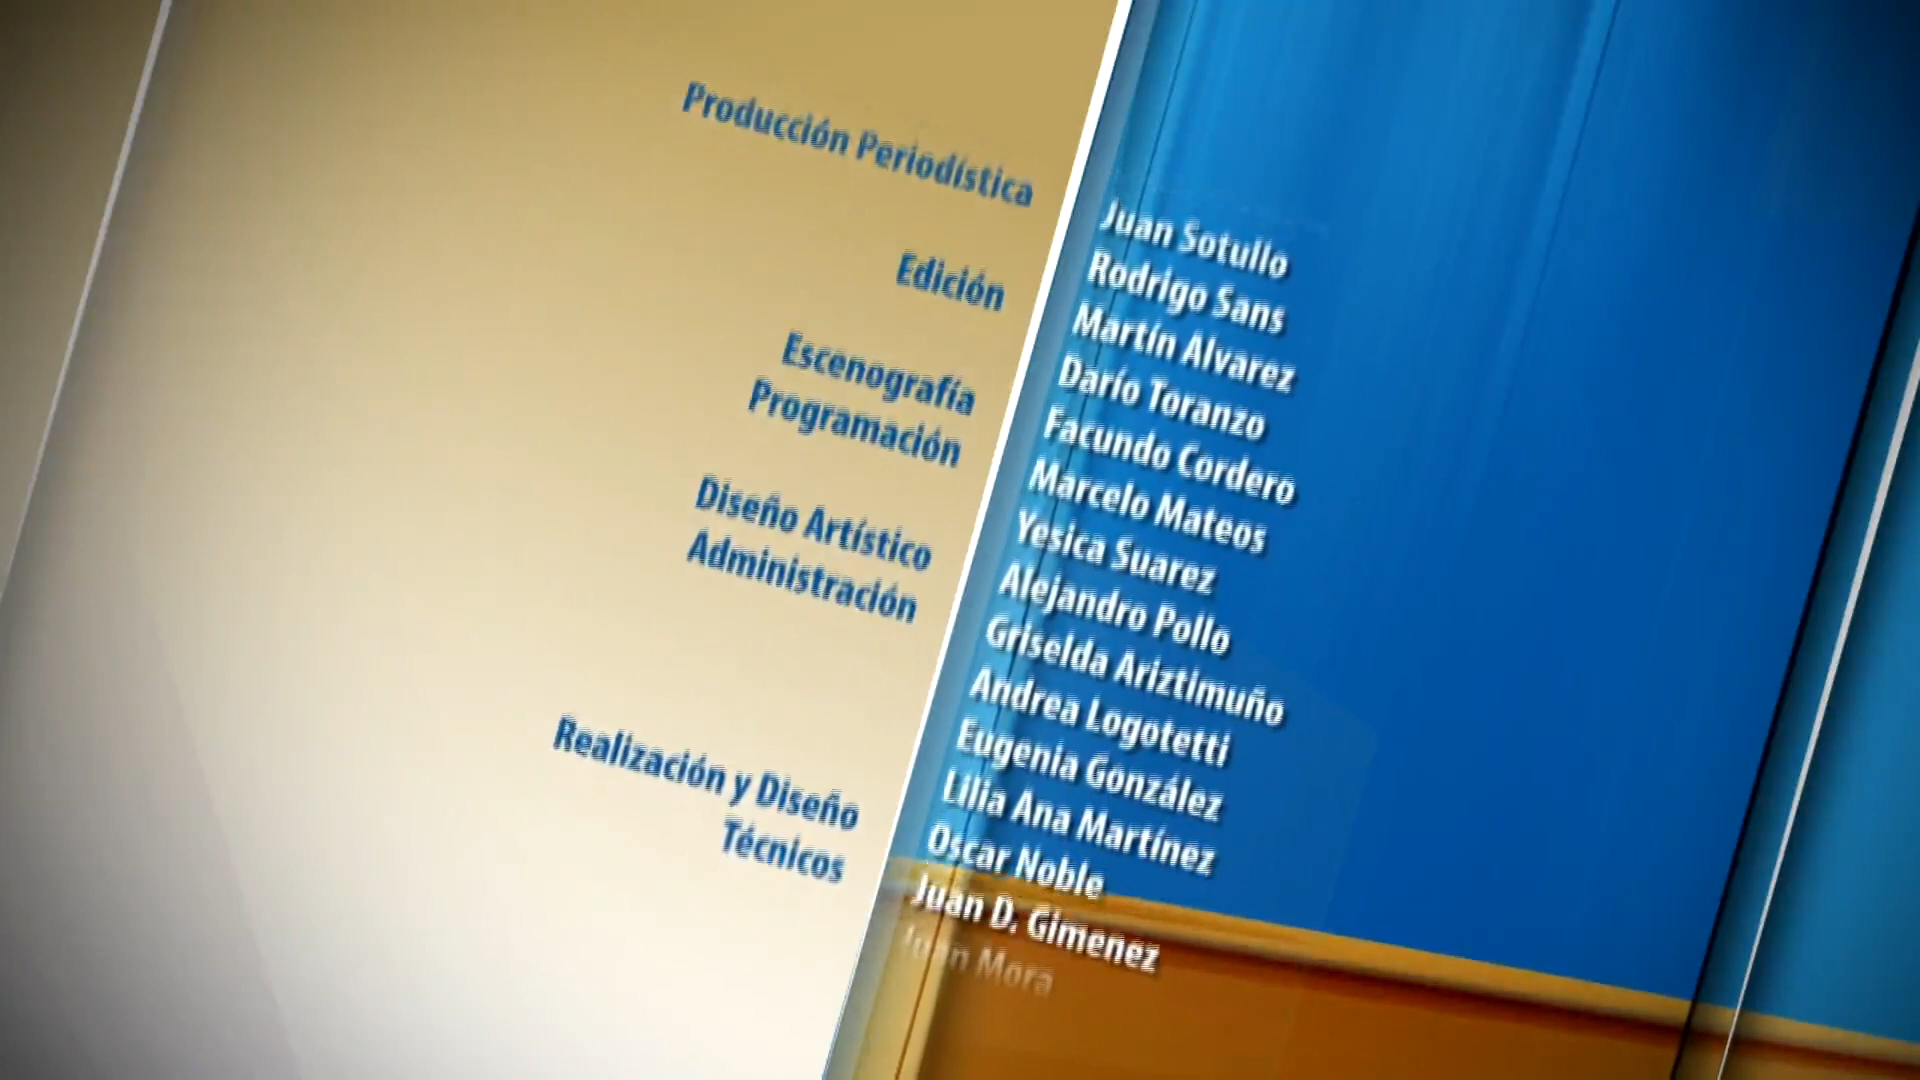 Producción Periodística Juan Sotullo
Rodrigo Sans
Edición Martín Alvarez
Darío Toranzo
Escenografía Facundo Cordero
Programación Marcelo Mateos
Yesica Suarez
Diseño Artístico Alejandro Pollo
Administración Griselda Ariztimuño
Andrea Logotetti
Eugenia González
Lilia Ana Martínez
Realización y Diseño Oscar Noble
Técnicos Juan D. Gimenez
Juan Mora